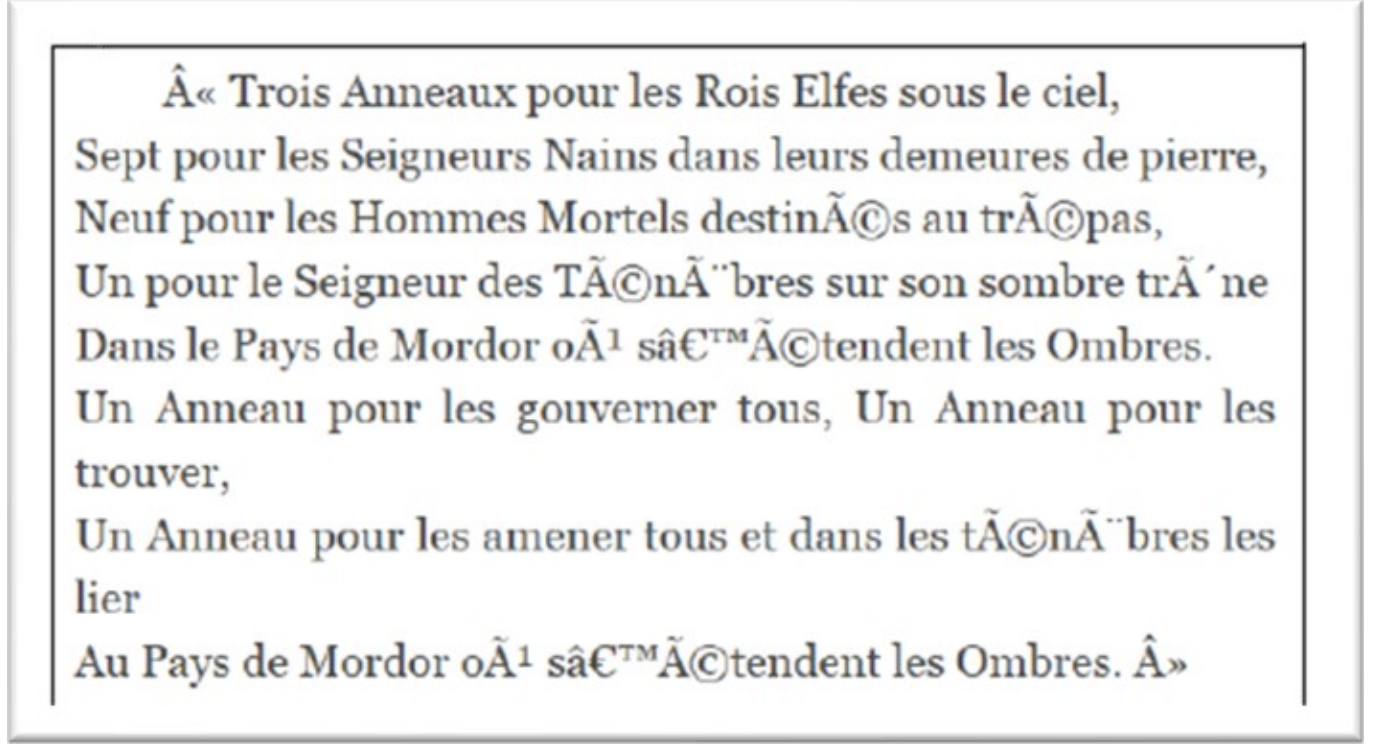 Â« Trois Anneaux pour les Rois Elfes sous le ciel,
Sept pour les Seigneurs Nains dans leurs demeures de pierre,
Neuf pour les Hommes Mortels destinÃ©s au trÃ©pas,
Un pour le Seigneur des TÃ©nÃ¨bres sur son sombre trÃ´ne
Dans le Pays de Mordor oÃ¹ sâ€™Ã©tendent les Ombres.
Un Anneau pour les gouverner tous, Un Anneau pour les
trouver,
Un Anneau pour les amener tous et dans les tÃ©nÃ¨bres les
lier
Au Pays de Mordor oÃ¹ sâ€™Ã©tendent les Ombres. Â»